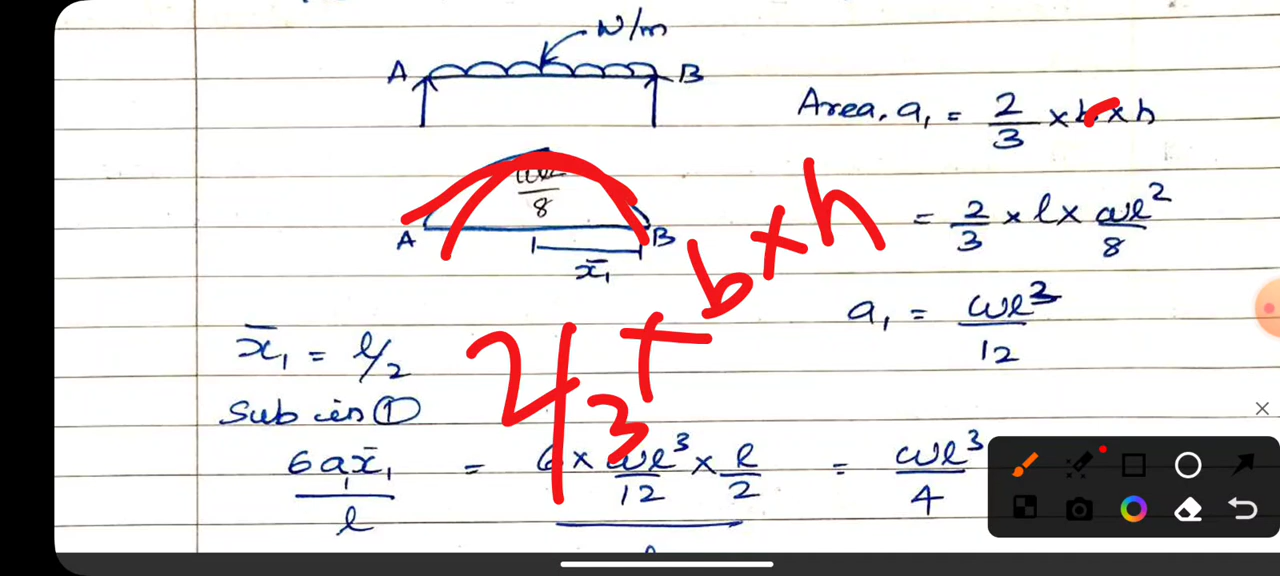 W/m
A B
Area, a₁ = 2/3 × b × h
wl²/8
A B
x̄₁
= 2/3 × l × wl²/8
2/3 × b × h
a₁ = wl³/12
x̄₁ = l/2
Sub in ①
6a₁x̄₁/l = 6 × wl³/12 × l/2 = wl³/4